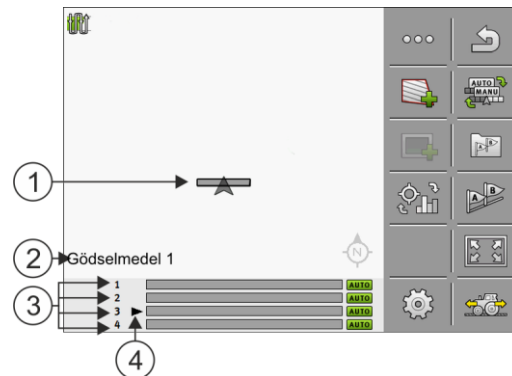 AUTO
MANU
A B
A B
1
N
2
Gödselmedel 1
3
1 AUTO
2 AUTO
3 AUTO
4 AUTO
4